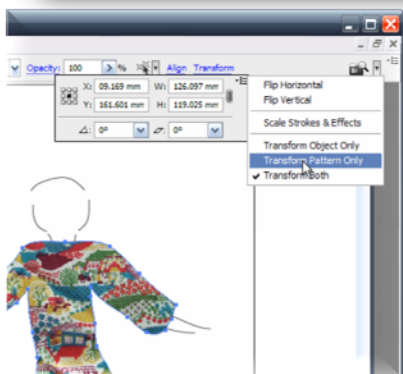 Opacity: 100 % Align Transform
X: 09.169 mm W: 126.097 mm
Y: 161.601 mm H: 119.025 mm
0° 0°
Flip Horizontal
Flip Vertical
Scale Strokes & Effects
Transform Object Only
Transform Pattern Only
Transform Both